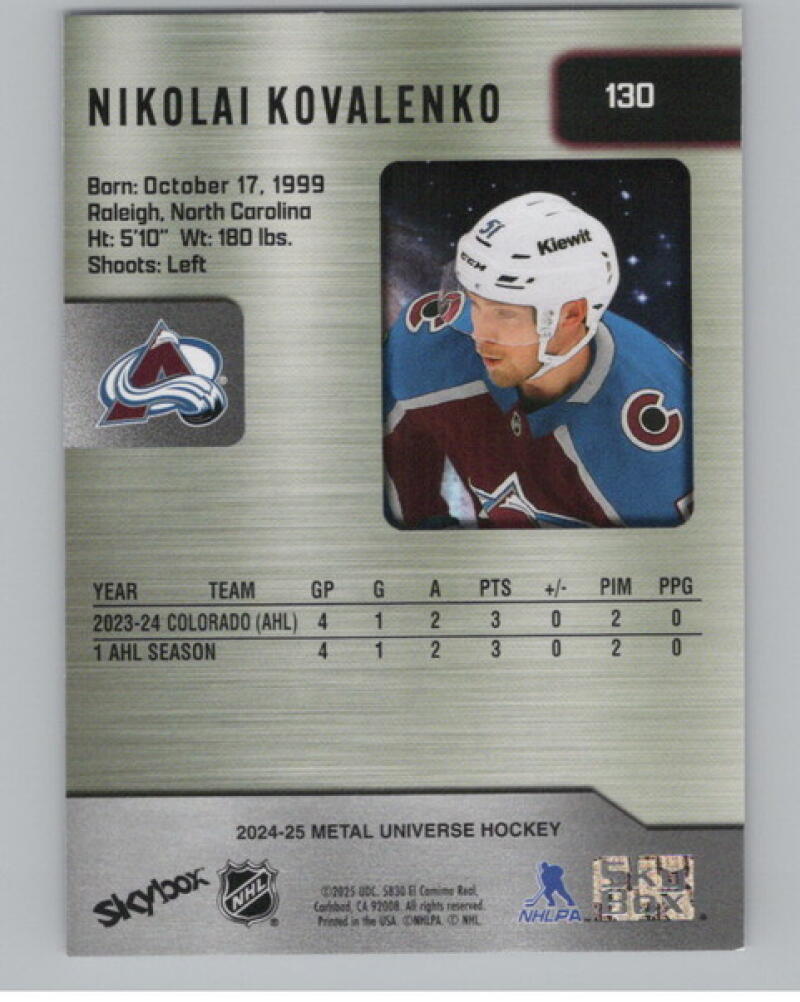 NIKOLAI KOVALENKO
130
Born: October 17, 1999
Raleigh, North Carolina
Ht: 5'10" Wt: 180 lbs.
Shoots: Left
51
CCM
Kiewit
YEAR TEAM GP G A PTS +/- PIM PPG
2023-24 COLORADO (AHL) 4 1 2 3 0 2 0
1 AHL SEASON 4 1 2 3 0 2 0
2024-25 METAL UNIVERSE HOCKEY
skybox
NHL
©2025 UDC. 5830 El Camino Real,
Carlsbad, CA 92008. All rights reserved.
Printed in the USA. ©NHLPA. © NHL.
NHLPA
SKY
BOX